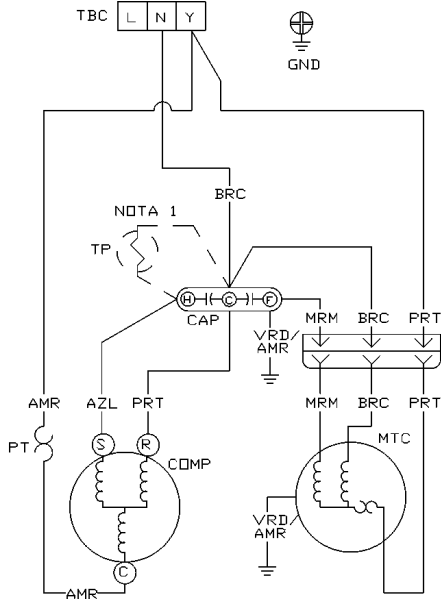 TBC L N Y
GND
BRC
NOTA 1
TP
H C F
CAP
MRM BRC PRT
VRD/
AMR
AMR AZL PRT
MRM BRC PRT
PT
S R
COMP
MTC
VRD/
AMR
C
AMR